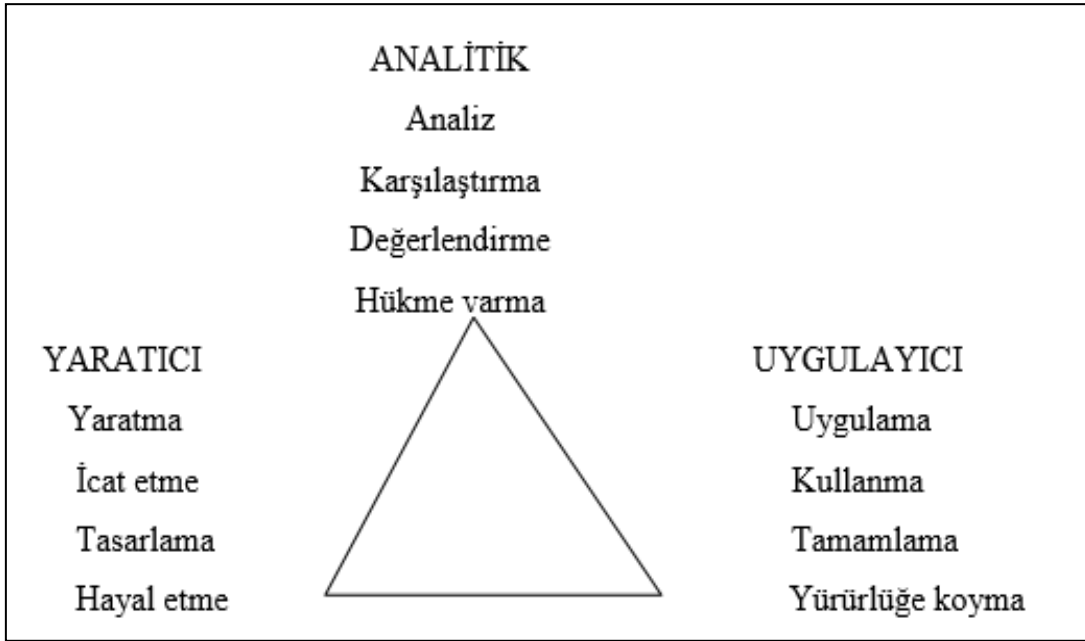 ANALİTİK
Analiz
Karşılaştırma
Değerlendirme
Hükme varma
YARATICI
Yaratma
İcat etme
Tasarlama
Hayal etme
UYGULAYICI
Uygulama
Kullanma
Tamamlama
Yürürlüğe koyma